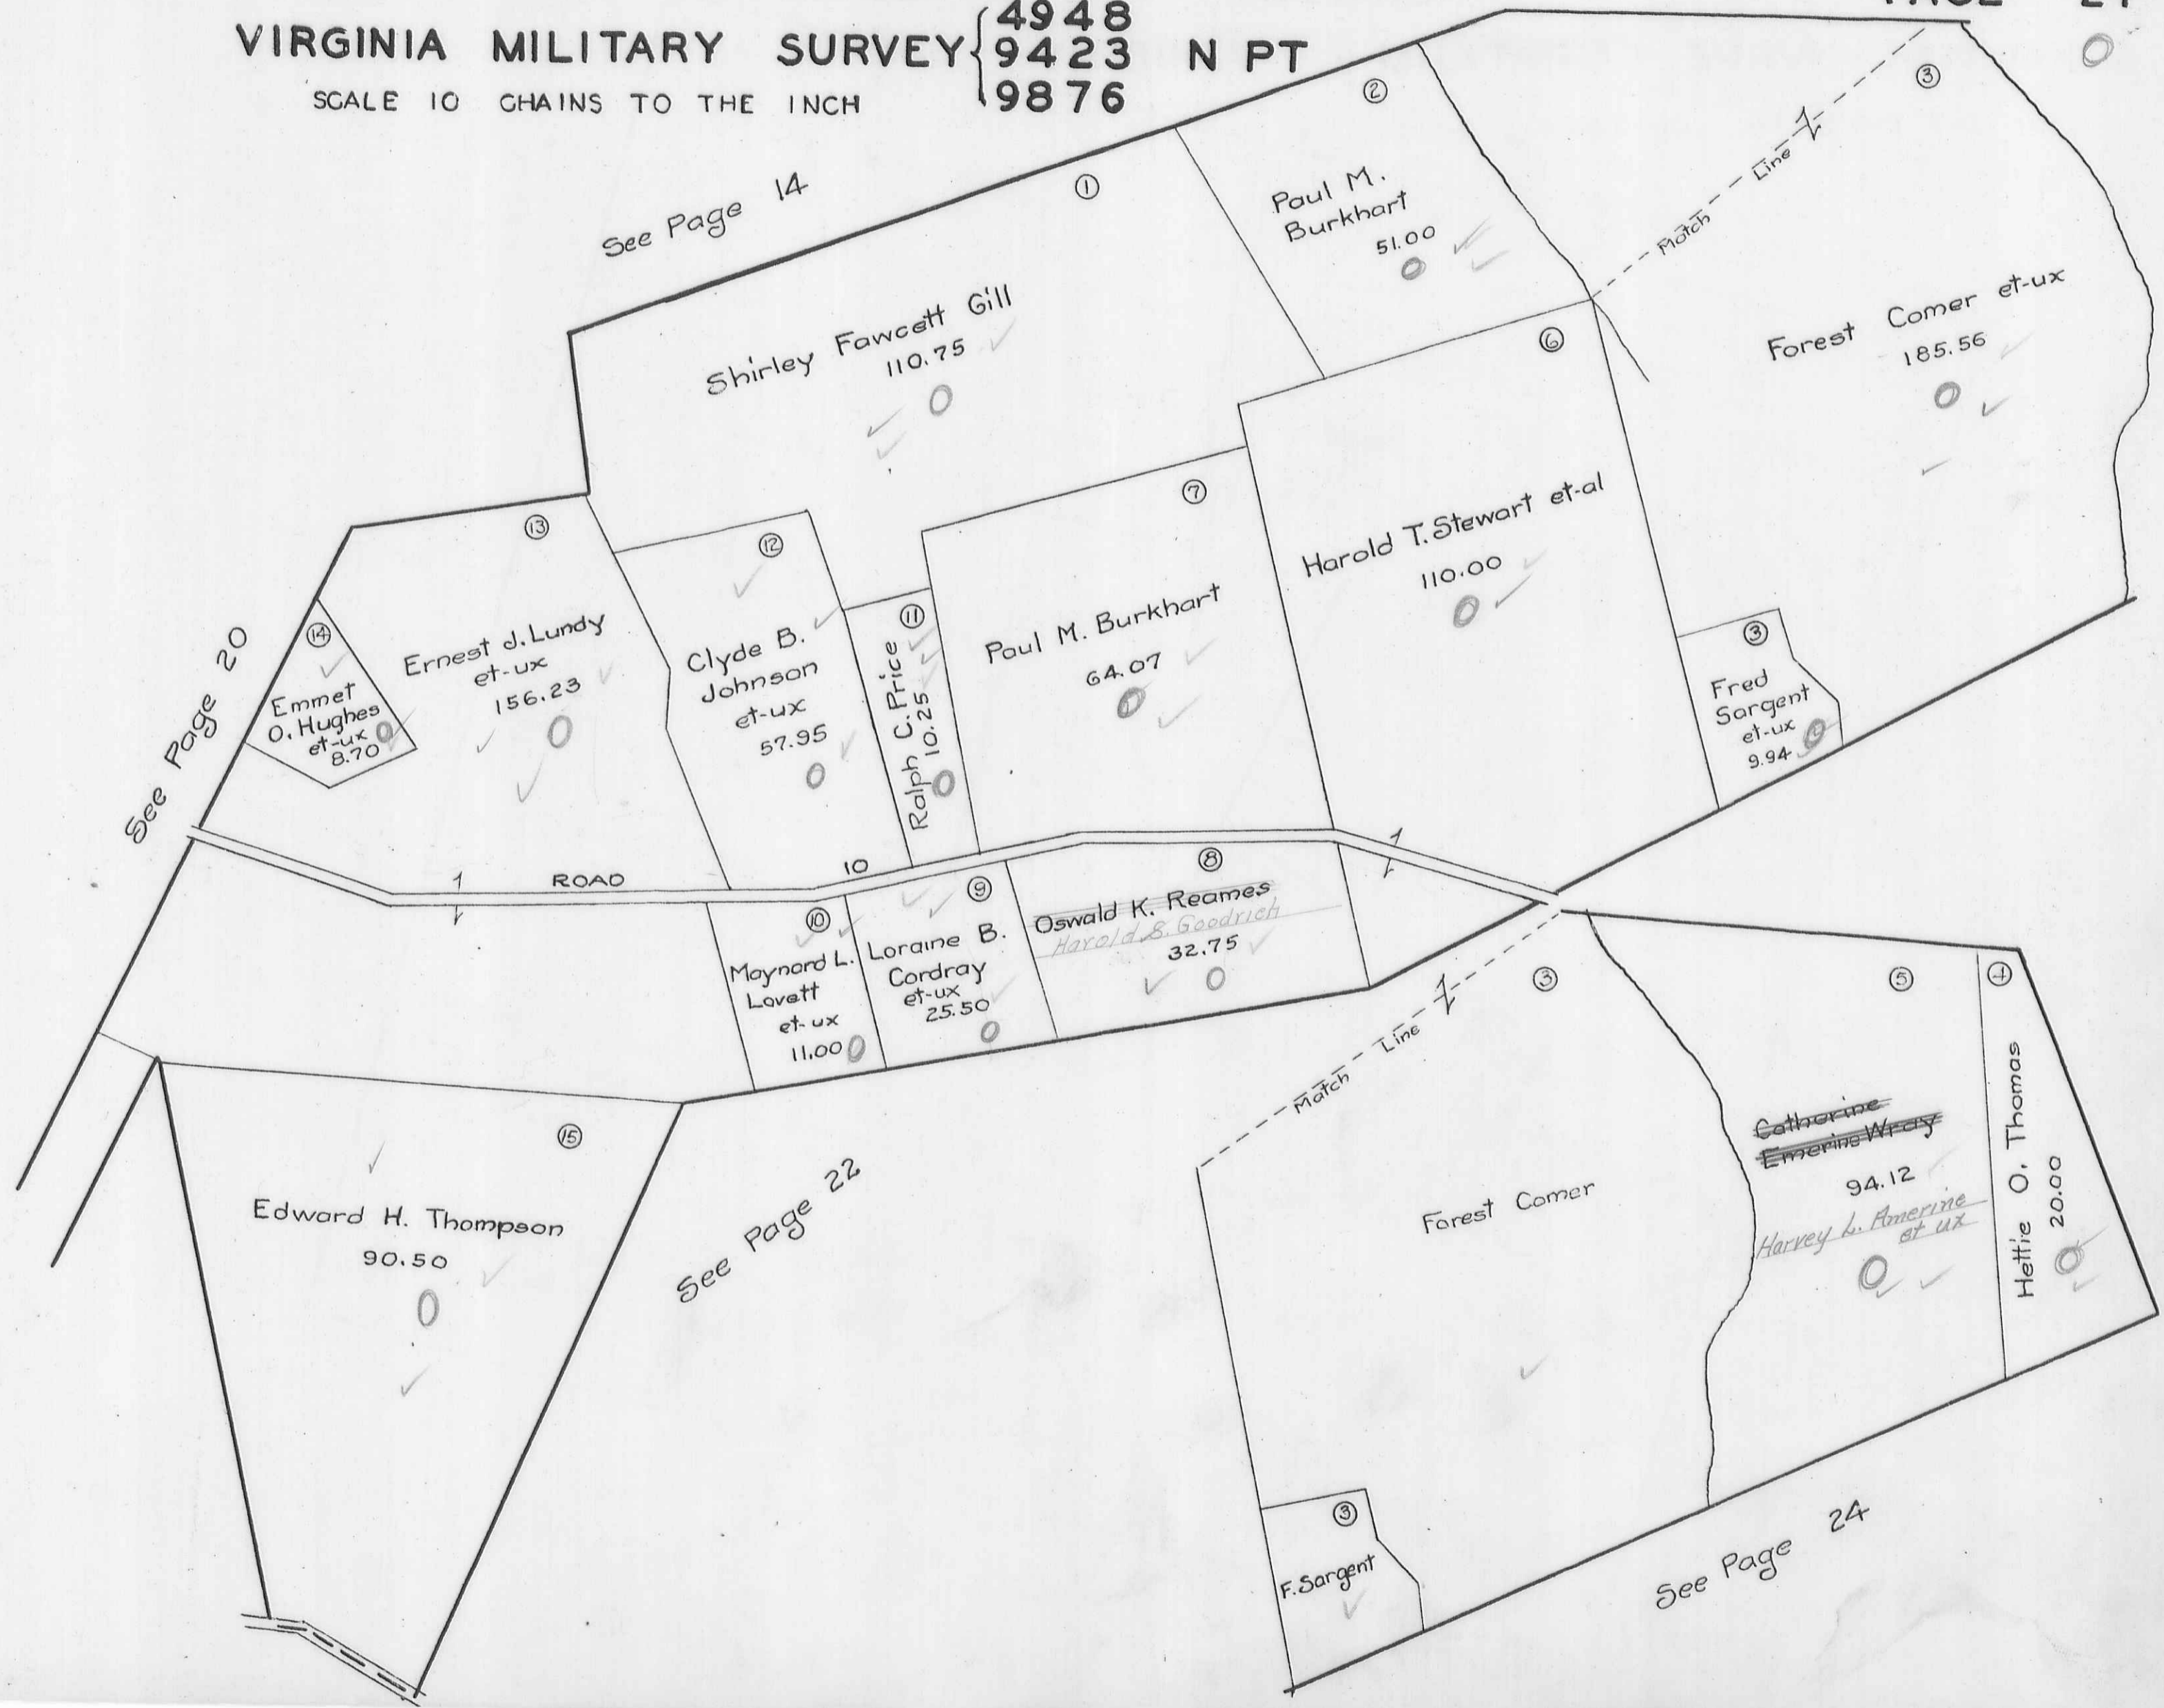 VIRGINIA MILITARY SURVEY { 4948
9423 N PT
9876
SCALE 10 CHAINS TO THE INCH
See Page 14
①
Shirley Fawcett Gill
110.75
②
Paul M.
Burkhart
51.00
③
Match Line
Forest Comer et-ux
185.56
⑥
Harold T. Stewart et-al
110.00
⑦
Paul M. Burkhart
64.07
③
Fred
Sargent
et-ux
9.94
See Page 20
⑬
Ernest J. Lundy
et-ux
156.23
⑭
Emmet
O. Hughes
et-ux
8.70
⑫
Clyde B.
Johnson
et-ux
57.95
⑪
Ralph C. Price
10.25
ROAD 10
⑩
Maynard L.
Lovett
et-ux
11.00
⑨
Loraine B.
Cordray
et-ux
25.50
⑧
Oswald K. Reames
Harold S. Goodrich
32.75
⑮
Edward H. Thompson
90.50
See Page 22
Match Line
③
Forest Comer
⑤
Catherine
Emerine Wray
94.12
Harvey L. Amerine
et ux
④
Hettie O. Thomas
20.00
③
F. Sargent
See Page 24